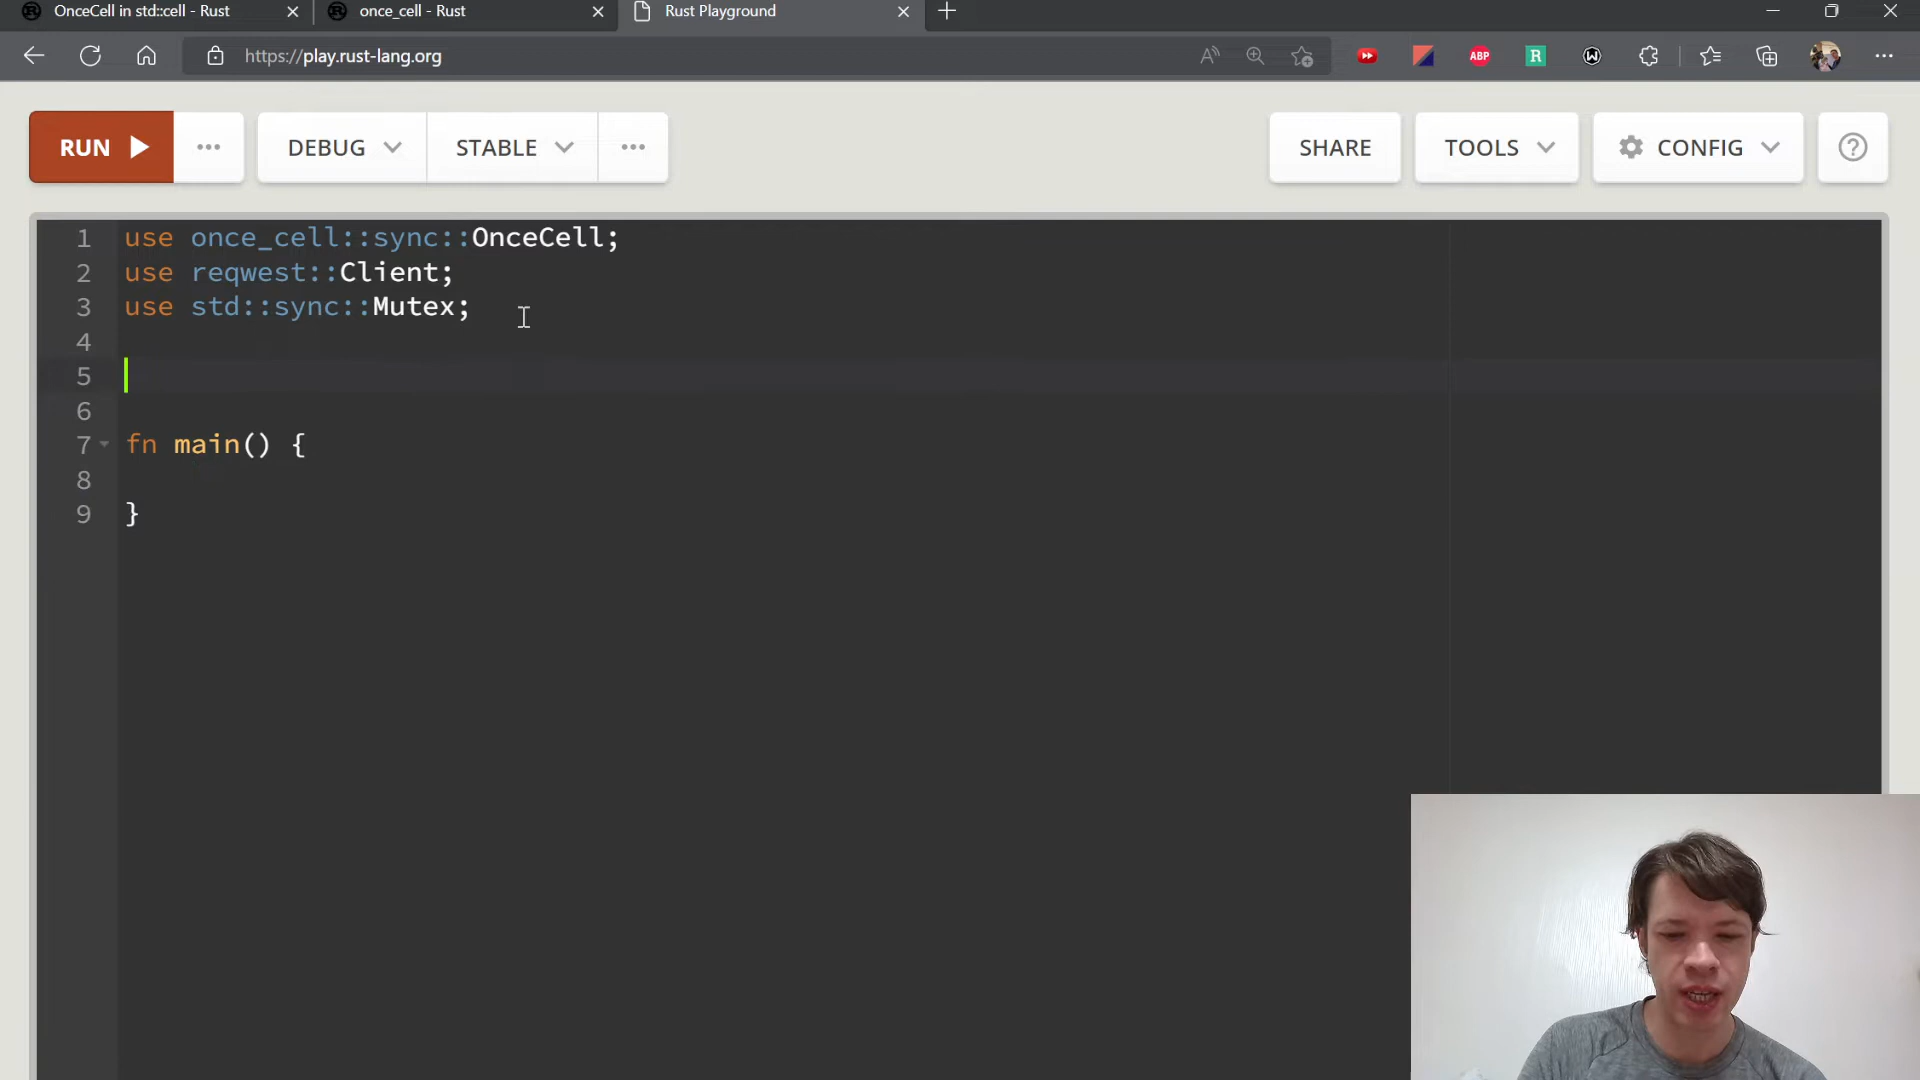 OnceCell in std::cell - Rust
once_cell - Rust
Rust Playground
https://play.rust-lang.org
ABP
R
W
RUN
DEBUG
STABLE
SHARE
TOOLS
CONFIG
1 use once_cell::sync::OnceCell;
2 use reqwest::Client;
3 use std::sync::Mutex;
4
5
6
7 fn main() {
8
9 }